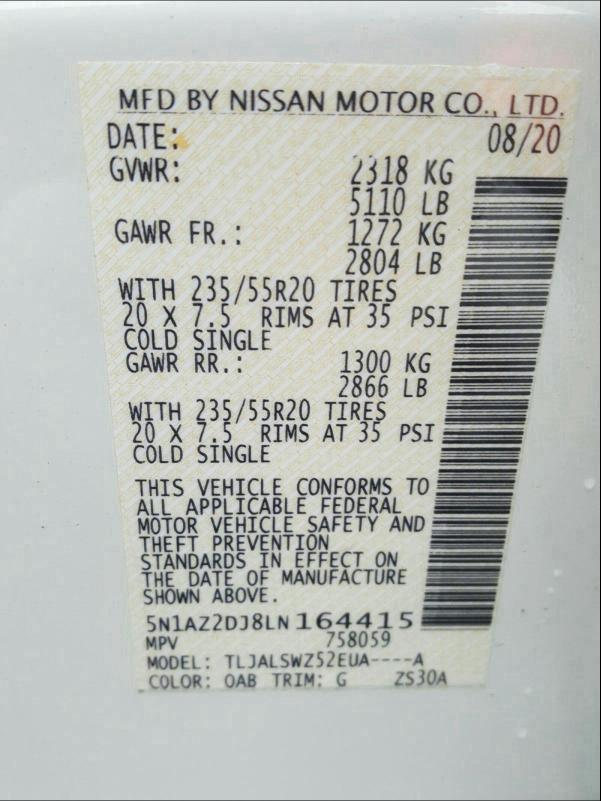 MFD BY NISSAN MOTOR CO., LTD.
DATE: 08/20
GVWR: 2318 KG
5110 LB
GAWR FR.: 1272 KG
2804 LB
WITH 235/55R20 TIRES
20 X 7.5 RIMS AT 35 PSI
COLD SINGLE
GAWR RR.: 1300 KG
2866 LB
WITH 235/55R20 TIRES
20 X 7.5 RIMS AT 35 PSI
COLD SINGLE
THIS VEHICLE CONFORMS TO
ALL APPLICABLE FEDERAL
MOTOR VEHICLE SAFETY AND
THEFT PREVENTION
STANDARDS IN EFFECT ON
THE DATE OF MANUFACTURE
SHOWN ABOVE.
5N1AZ2DJ8LN164415
MPV 758059
MODEL: TLJALSWZ52EUA----A
COLOR: OAB TRIM: G ZS30A